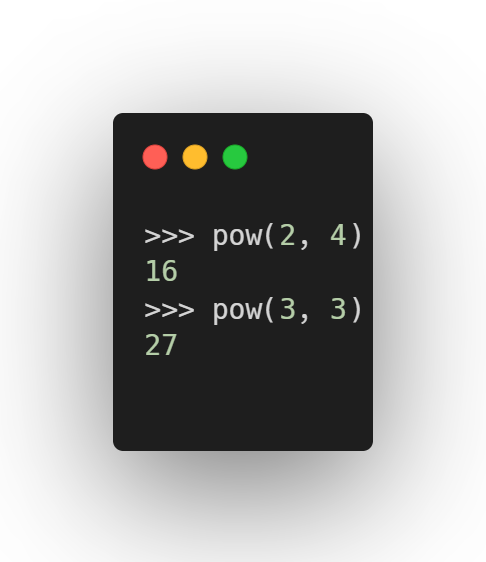 >>> pow(2, 4)
16
>>> pow(3, 3)
27